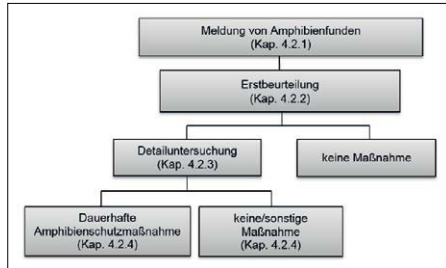 Meldung von Amphibienfunden
(Kap. 4.2.1)
Erstbeurteilung
(Kap. 4.2.2)
Detailuntersuchung
(Kap. 4.2.3)
keine Maßnahme
Dauerhafte
Amphibienschutzmaßnahme
(Kap. 4.2.4)
keine/sonstige
Maßnahme
(Kap. 4.2.4)